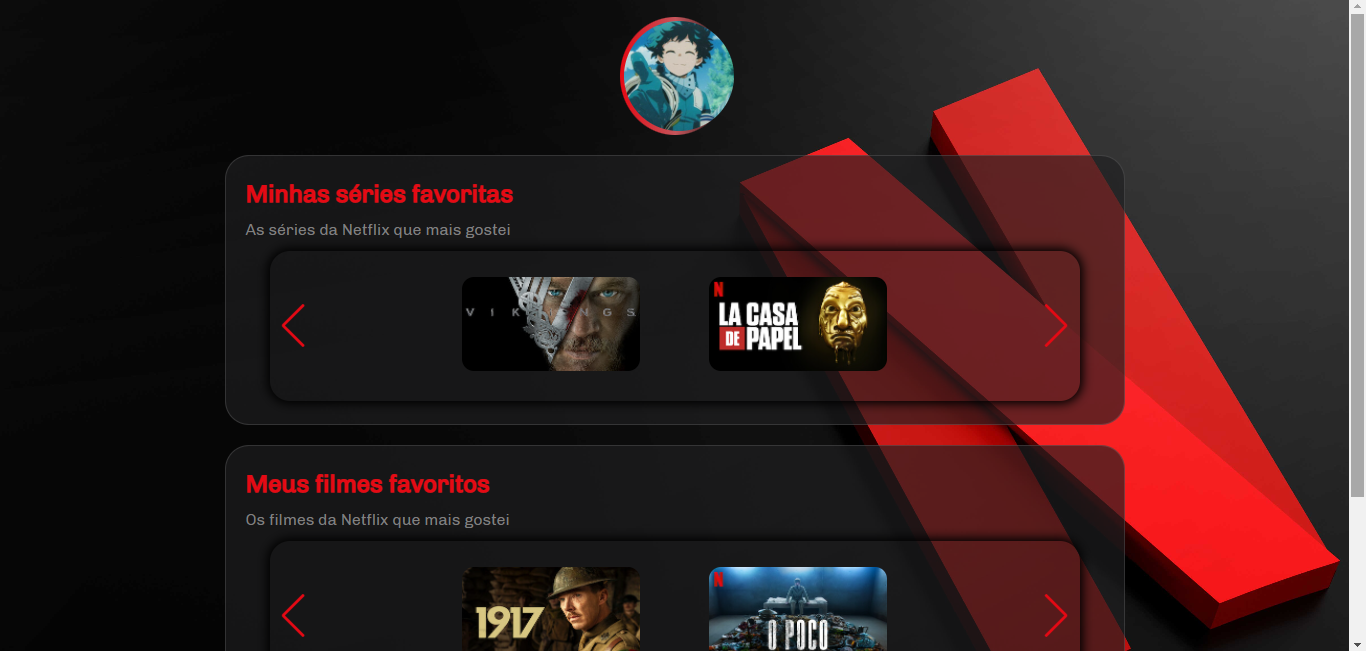 Minhas séries favoritas
As séries da Netflix que mais gostei
VIKINGS
N
LA CASA
DE PAPEL
Meus filmes favoritos
Os filmes da Netflix que mais gostei
1917
N
O POÇO